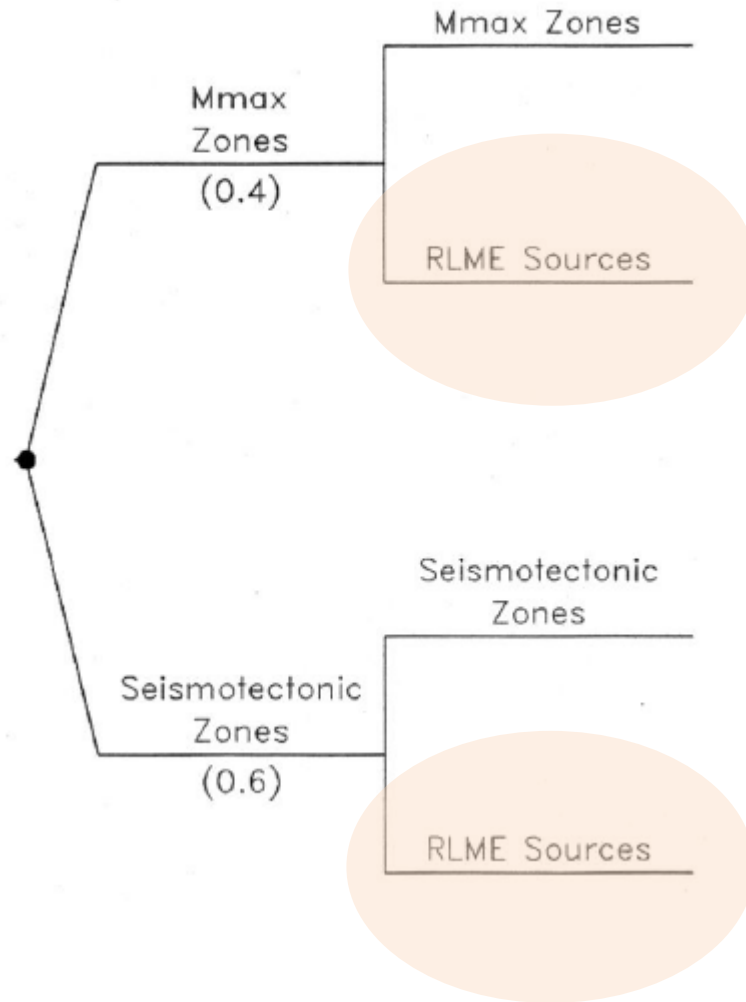 Mmax Zones
Mmax
Zones
(0.4)
RLME Sources
Seismotectonic
Zones
Seismotectonic
Zones
(0.6)
RLME Sources